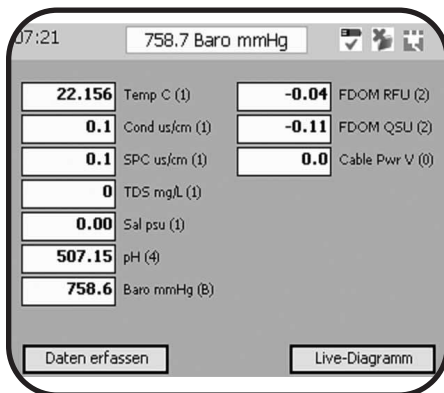 07:21 758.7 Baro mmHg
22.156 Temp C (1) -0.04 FDOM RFU (2)
0.1 Cond us/cm (1) -0.11 FDOM QSU (2)
0.1 SPC us/cm (1) 0.0 Cable Pwr V (0)
0 TDS mg/L (1)
0.00 Sal psu (1)
507.15 pH (4)
758.6 Baro mmHg (B)
Daten erfassen Live-Diagramm